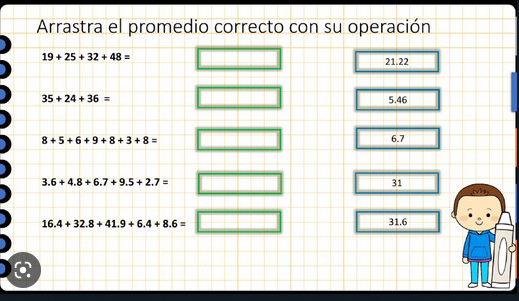 Arrastra el promedio correcto con su operación
19 + 25 + 32 + 48 =
21.22
35 + 24 + 36 =
5.46
8 + 5 + 6 + 9 + 8 + 3 + 8 =
6.7
3.6 + 4.8 + 6.7 + 9.5 + 2.7 =
31
16.4 + 32.8 + 41.9 + 6.4 + 8.6 =
31.6